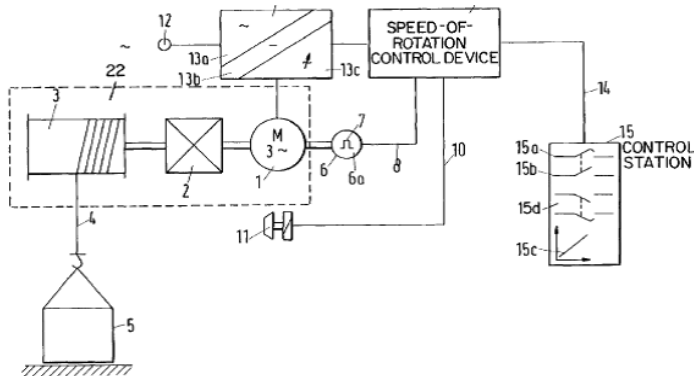 12
~
~
–
13a
13b
13c
SPEED-OF-
ROTATION
CONTROL DEVICE
22
3
M
3~
7
14
15
CONTROL
STATION
15a
15b
15d
15c
2
1
6
6a
8
10
4
11
5